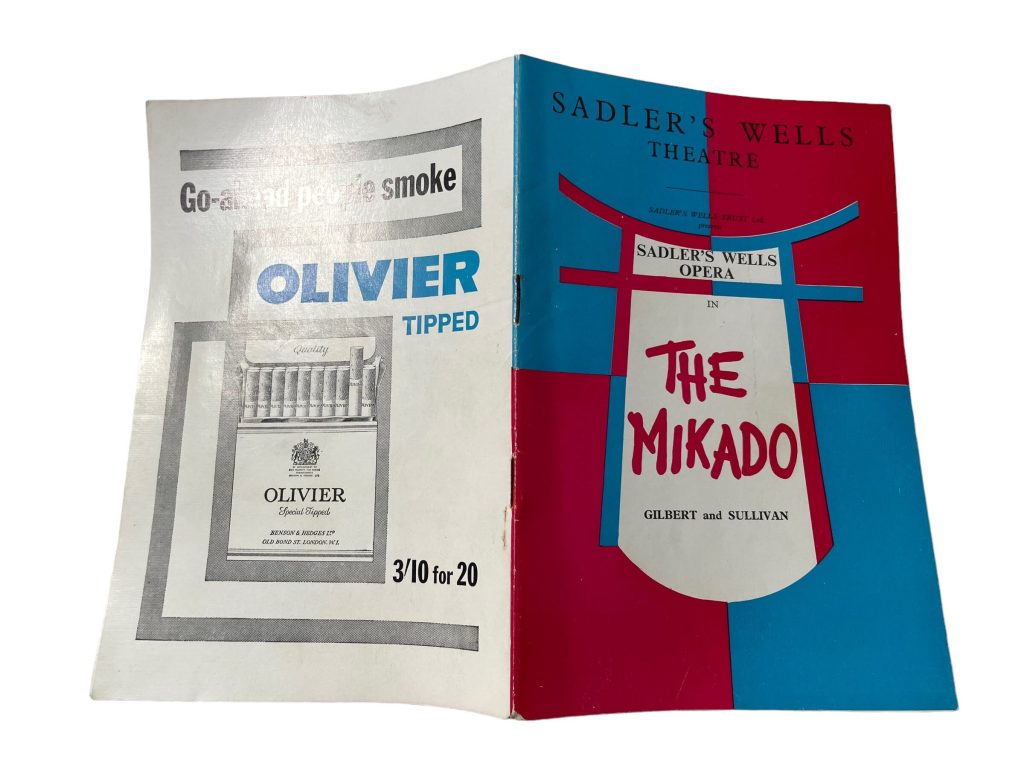 Go-ahead people smoke
OLIVIER
TIPPED
Quality
OLIVIER
Special Tipped
BENSON & HEDGES LTD
OLD BOND ST. LONDON. W.1.
3/10 for 20
SADLER'S WELLS
THEATRE
SADLER'S WELLS TRUST Ltd.
presents
SADLER'S WELLS
OPERA
IN
THE
MIKADO
GILBERT and SULLIVAN